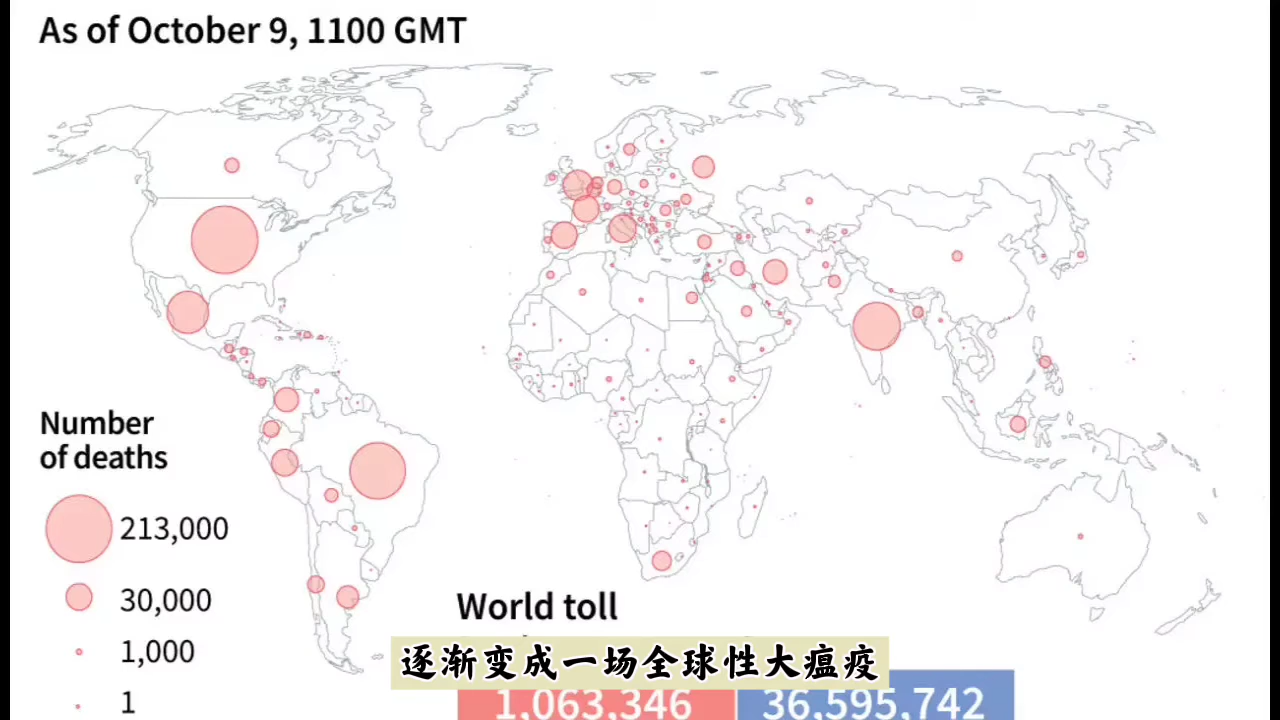 As of October 9, 1100 GMT
Number
of deaths
213,000
30,000
1,000
1
World toll
逐渐变成一场全球性大瘟疫
1,063,346
36,595,742